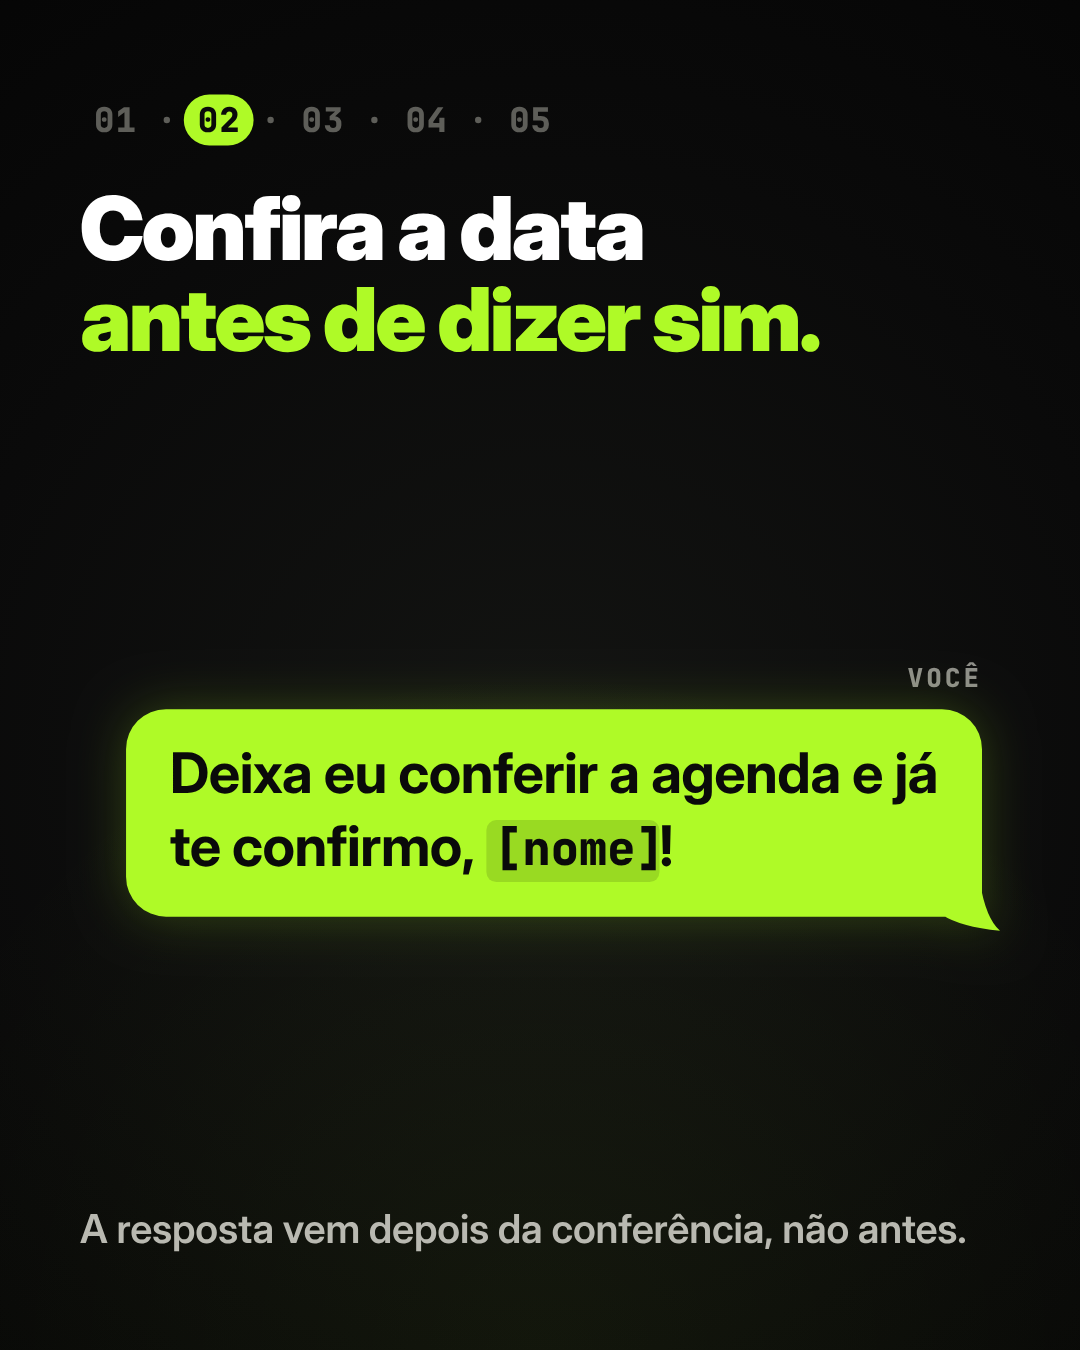 01 · 02 · 03 · 04 · 05
Confira a data
antes de dizer sim.
VOCÊ
Deixa eu conferir a agenda e já
te confirmo, [nome]!
A resposta vem depois da conferência, não antes.